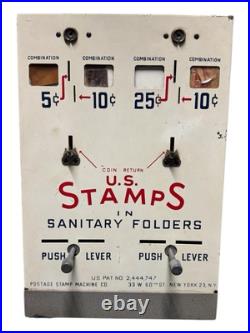 COMBINATION COMBINATION COMBINATION COMBINATION
5¢ 10¢ 25¢ 10¢
COIN RETURN
U.S.
STAMPS
IN
SANITARY FOLDERS
PUSH LEVER PUSH LEVER
US PAT NO 2,444,747
POSTAGE STAMP MACHINE CO. 33 W 60TH ST. NEW YORK 23, N.Y.